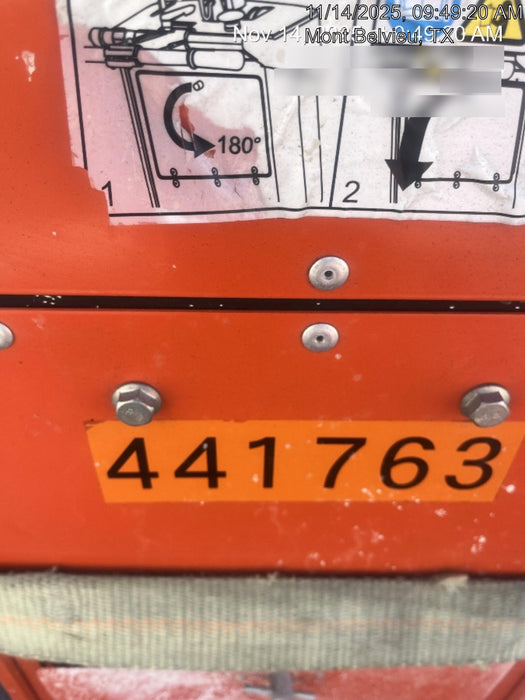 11/14/2025, 09:49:20 AM
Mont Belvieu, TX
180°
1
2
441763